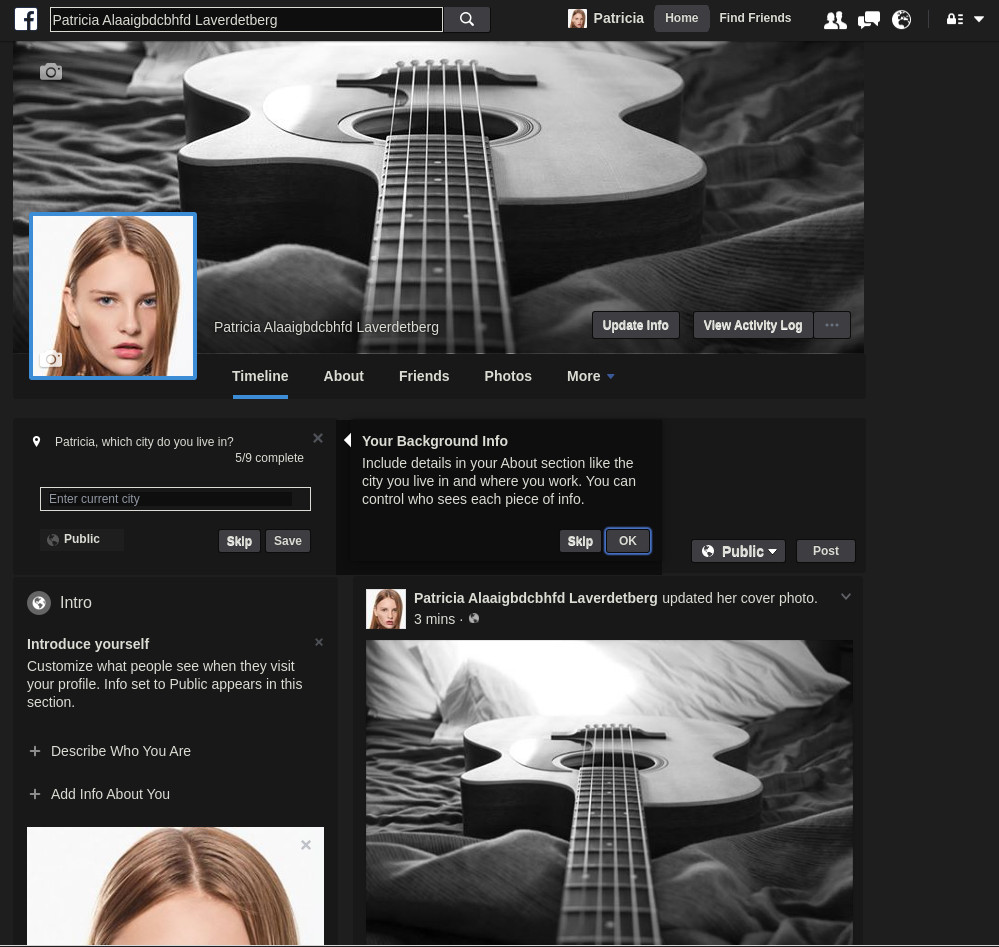 Patricia Alaaigbdcbhfd Laverdetberg
Patricia Home Find Friends
Patricia Alaaigbdcbhfd Laverdetberg
Update Info View Activity Log ...
Timeline About Friends Photos More
Patricia, which city do you live in?
5/9 complete
Enter current city
Public Skip Save
Your Background Info
Include details in your About section like the
city you live in and where you work. You can
control who sees each piece of info.
Skip OK
Public Post
Intro
Introduce yourself
Customize what people see when they visit
your profile. Info set to Public appears in this
section.
Describe Who You Are
Add Info About You
Patricia Alaaigbdcbhfd Laverdetberg updated her cover photo.
3 mins ·